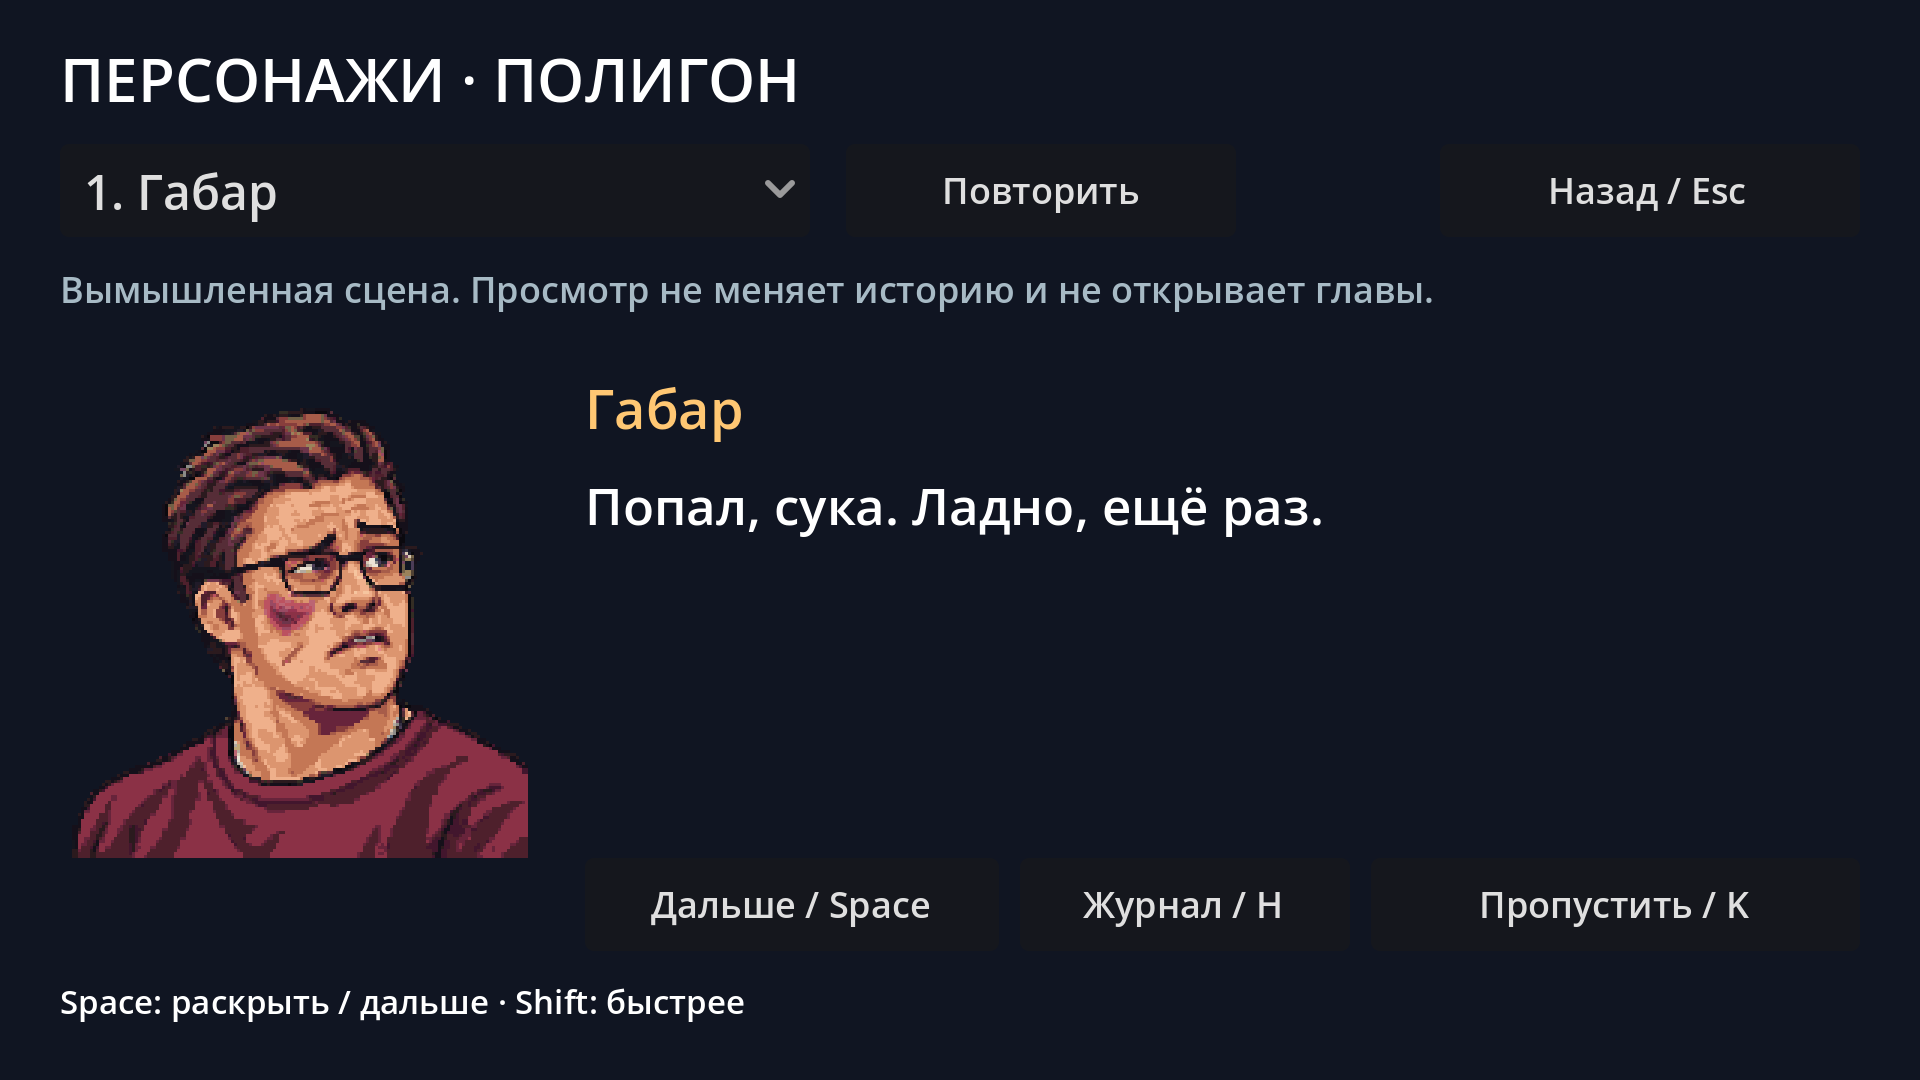 ПЕРСОНАЖИ · ПОЛИГОН
1. Габар
Повторить
Назад / Esc
Вымышленная сцена. Просмотр не меняет историю и не открывает главы.
Габар
Попал, сука. Ладно, ещё раз.
Дальше / Space
Журнал / H
Пропустить / K
Space: раскрыть / дальше · Shift: быстрее